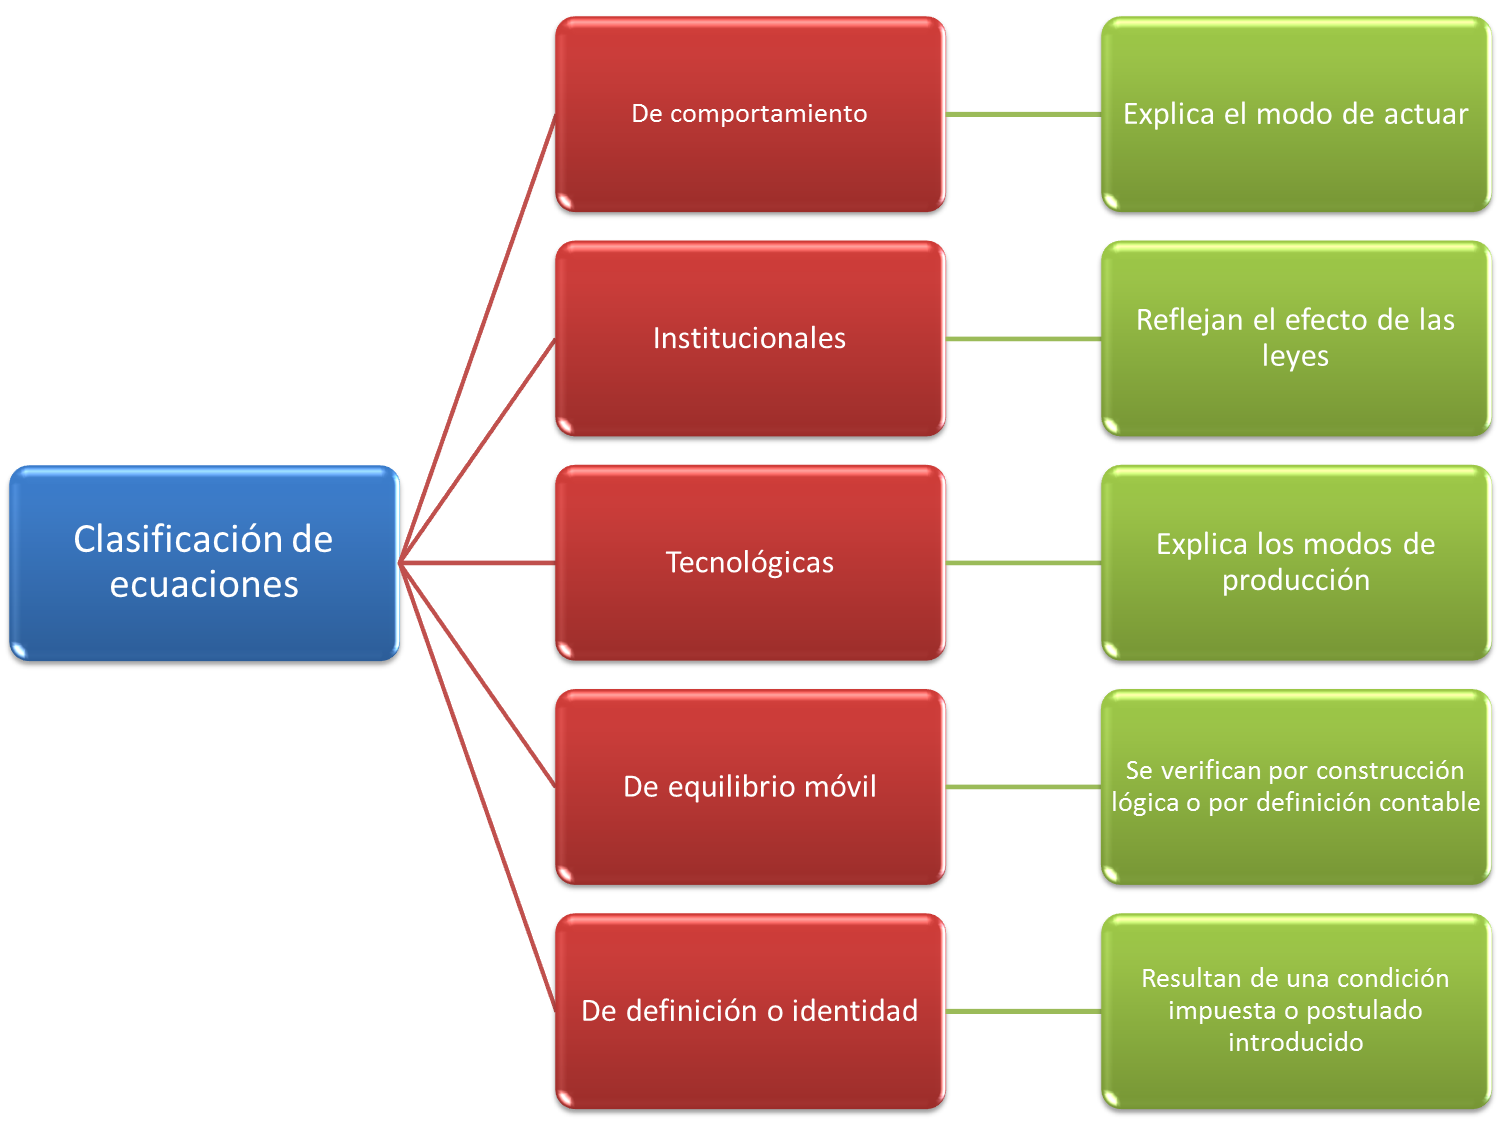 Clasificación de
ecuaciones
De comportamiento
Explica el modo de actuar
Institucionales
Reflejan el efecto de las
leyes
Tecnológicas
Explica los modos de
producción
De equilibrio móvil
Se verifican por construcción
lógica o por definición contable
De definición o identidad
Resultan de una condición
impuesta o postulado
introducido